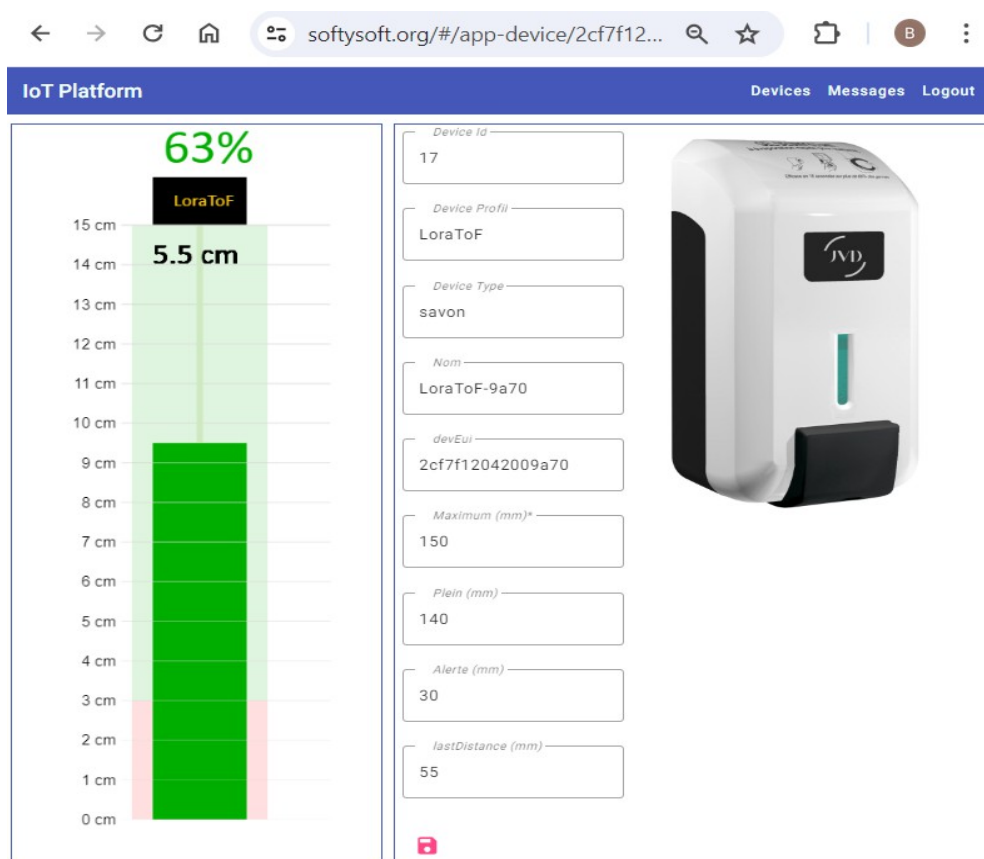 softysoft.org/#/app-device/2cf7f12...
B
IoT Platform
Devices Messages Logout
63%
LoraToF
5.5 cm
15 cm
14 cm
13 cm
12 cm
11 cm
10 cm
9 cm
8 cm
7 cm
6 cm
5 cm
4 cm
3 cm
2 cm
1 cm
0 cm
Device Id
17
Device Profil
LoraToF
Device Type
savon
Nom
LoraToF-9a70
devEui
2cf7f12042009a70
Maximum (mm)*
150
Plein (mm)
140
Alerte (mm)
30
lastDistance (mm)
55
JVD